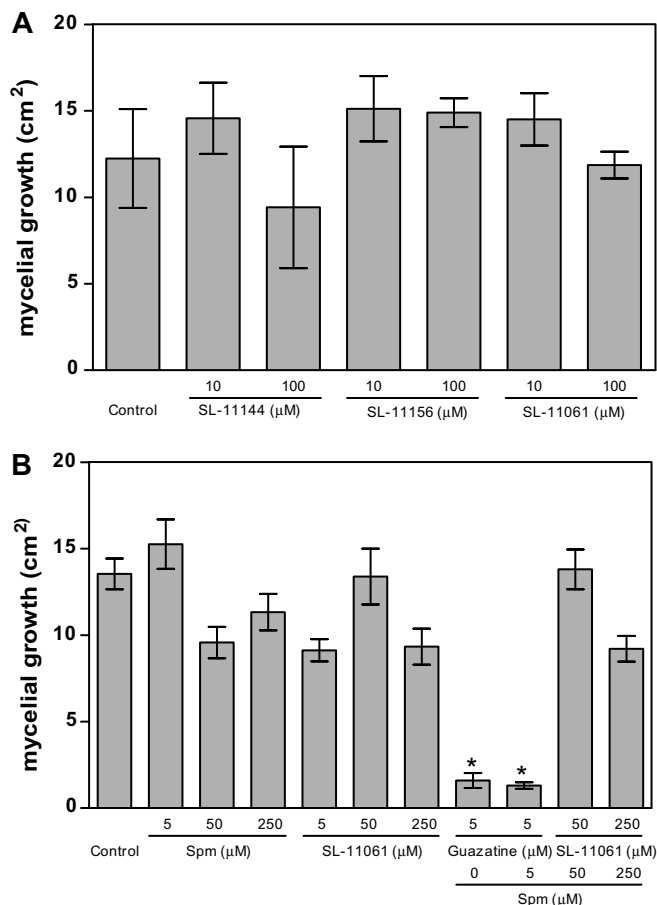 A
20
15
10
5
0
mycelial growth (cm²)
10 100 10 100 10 100
Control SL-11144 (µM) SL-11156 (µM) SL-11061 (µM)
B
20
15
10
5
0
mycelial growth (cm²)
* *
5 50 250 5 50 250 5 5 50 250
Control Spm (µM) SL-11061 (µM) Guazatine (µM) SL-11061 (µM)
0 5 50 250
Spm (µM)